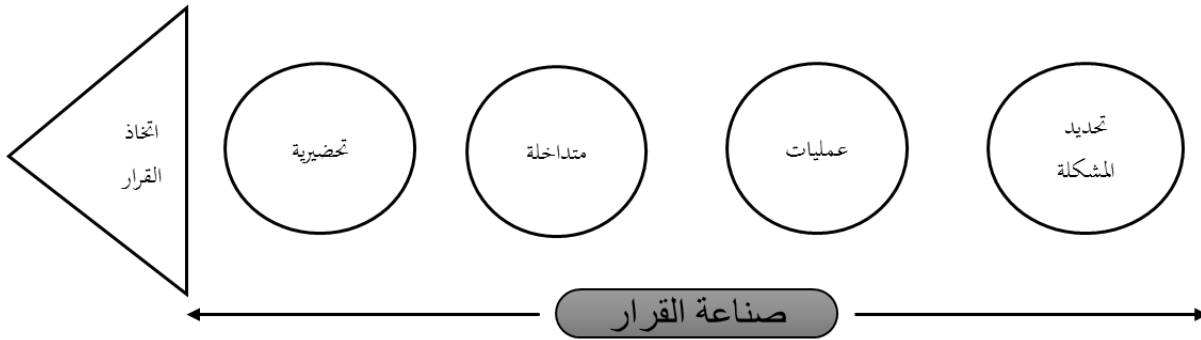 تحديد
المشكلة
عمليات
متداخلة
تحضيرية
اتخاذ
القرار
صناعة القرار